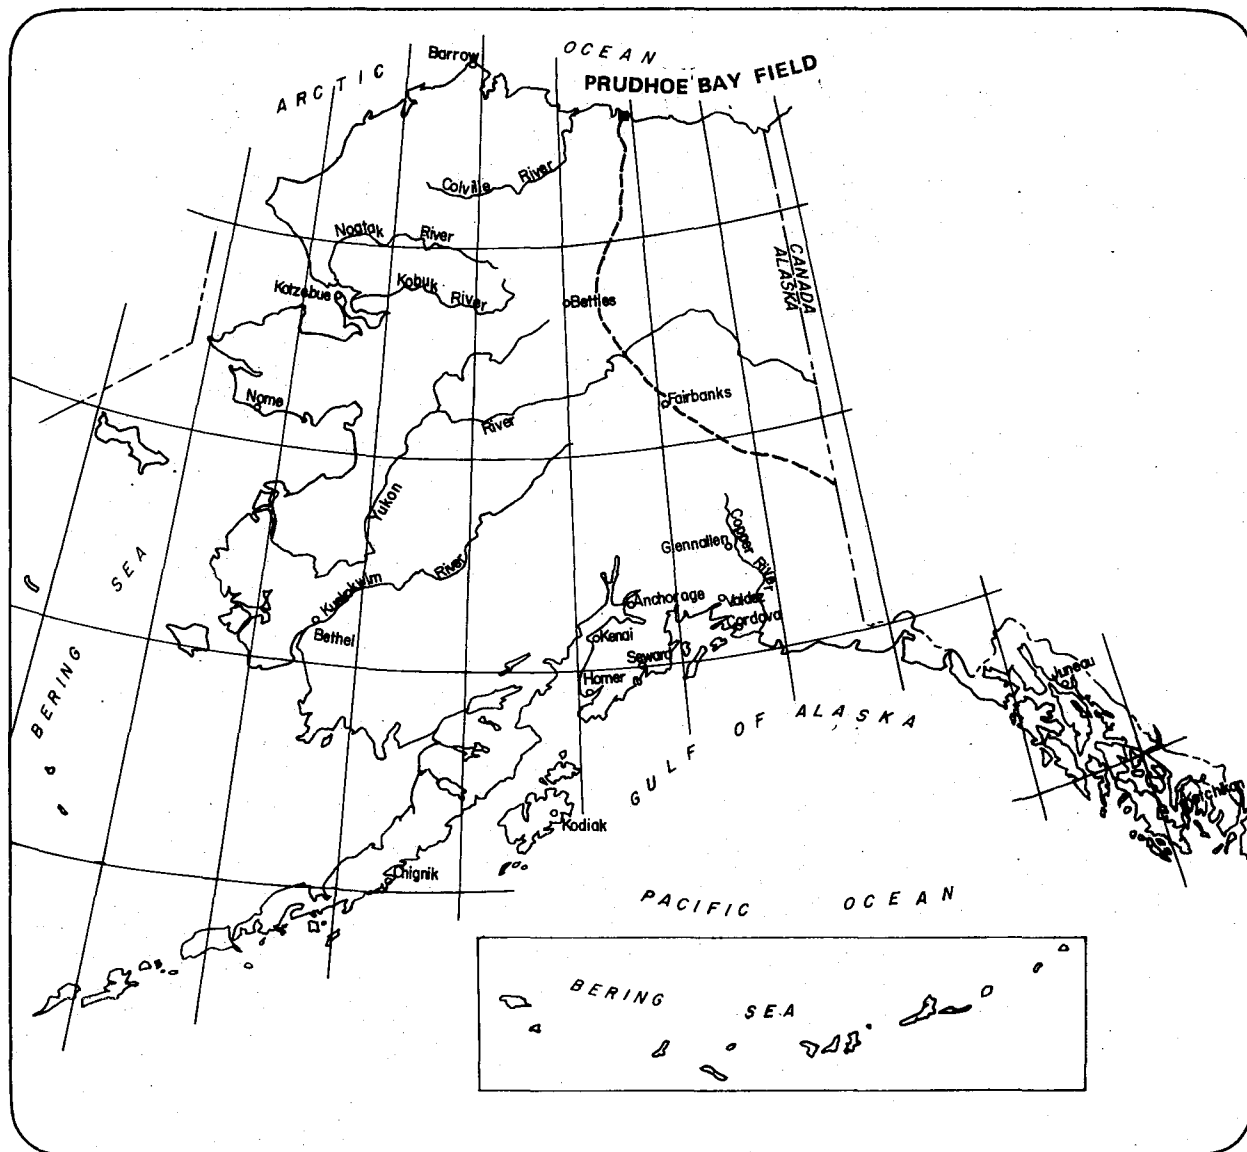 OCEAN
ARCTIC
Barrow
PRUDHOE BAY FIELD
Colville River
Noatak River
CANADA
ALASKA
Kotzebue
Kobuk River
Bettles
Nome
Fairbanks
River
Yukon
Copper River
Glennallen
SEA
River
Kuskokwim
Anchorage
Valdez
Cordova
Bethel
Kenai
BERING
Seward
Homer
Juneau
GULF OF ALASKA
Ketchikan
Kodiak
Chignik
PACIFIC OCEAN
BERING SEA